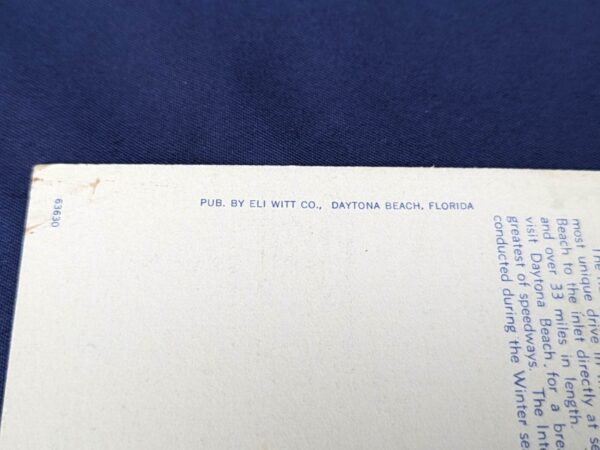 PUB. BY ELI WITT CO., DAYTONA BEACH, FLORIDA
63630
most unique drive in
Beach to the inlet directly at
and over 33 miles in length.
visit Daytona Beach, for a
greatest of speedways. The
conducted during the Winter